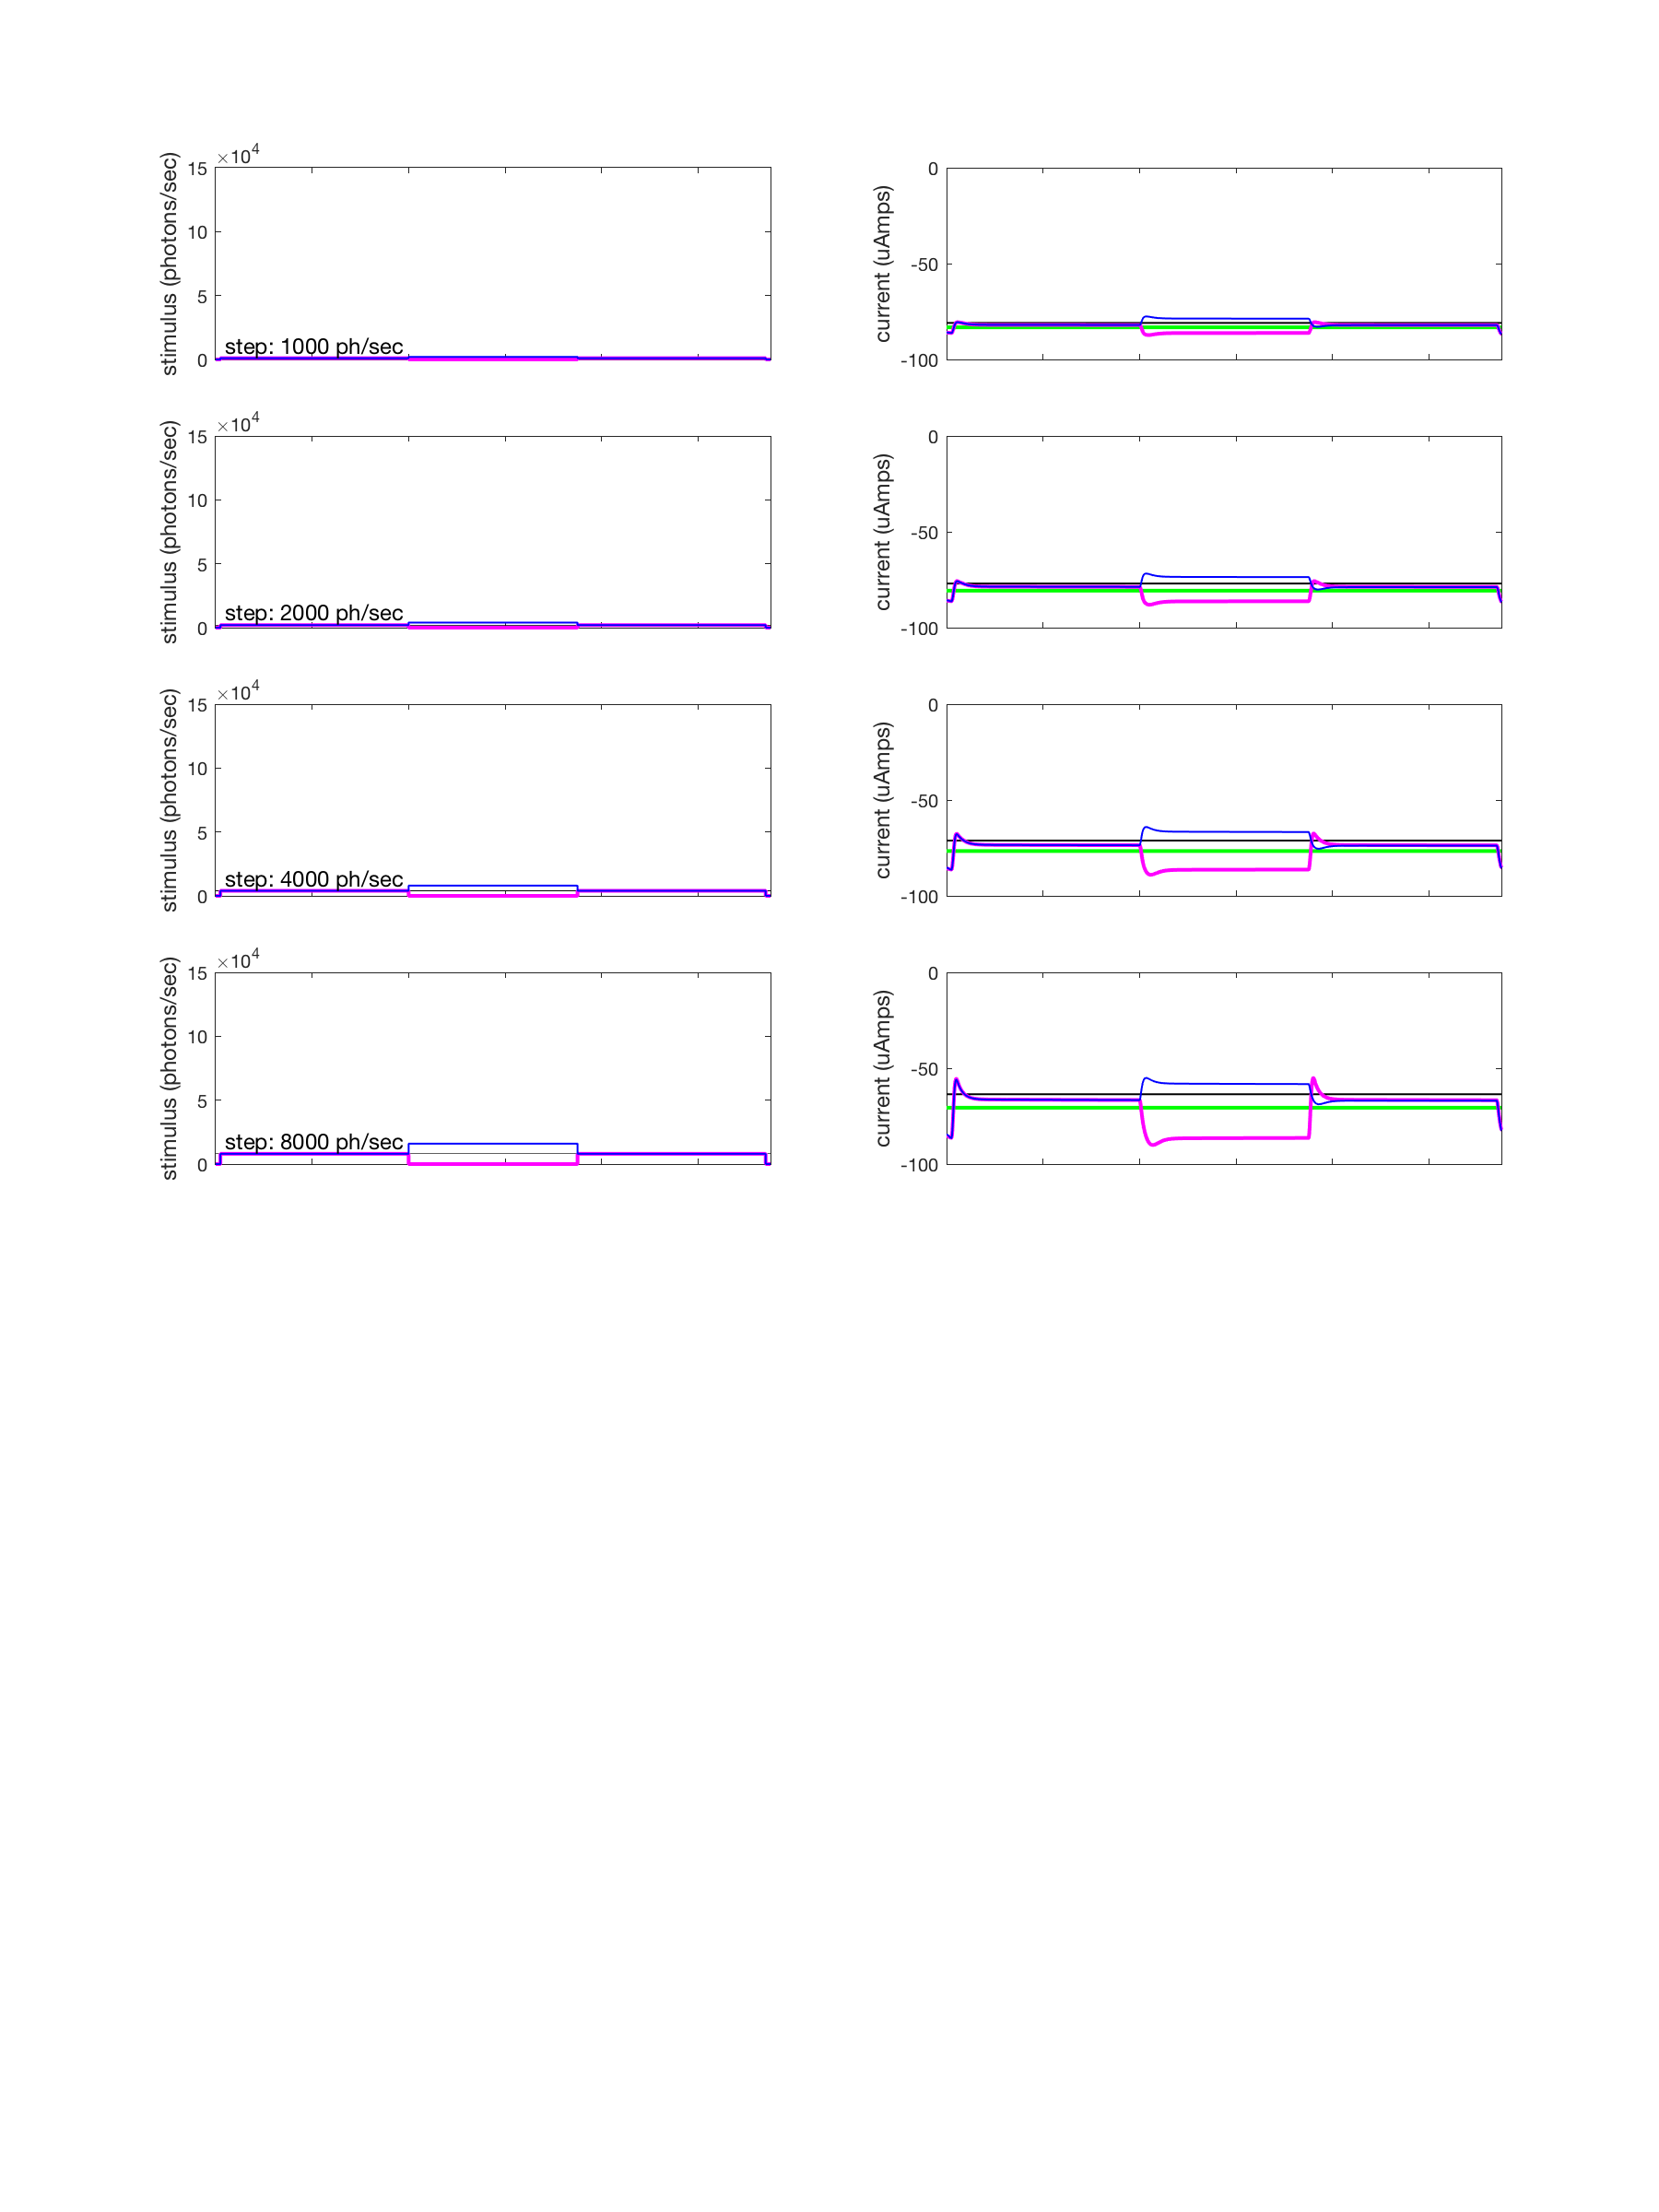 ×10^4
stimulus (photons/sec)
15
10
5
0
step: 1000 ph/sec
current (uAmps)
0
-50
-100
×10^4
stimulus (photons/sec)
15
10
5
0
step: 2000 ph/sec
current (uAmps)
0
-50
-100
×10^4
stimulus (photons/sec)
15
10
5
0
step: 4000 ph/sec
current (uAmps)
0
-50
-100
×10^4
stimulus (photons/sec)
15
10
5
0
step: 8000 ph/sec
current (uAmps)
0
-50
-100